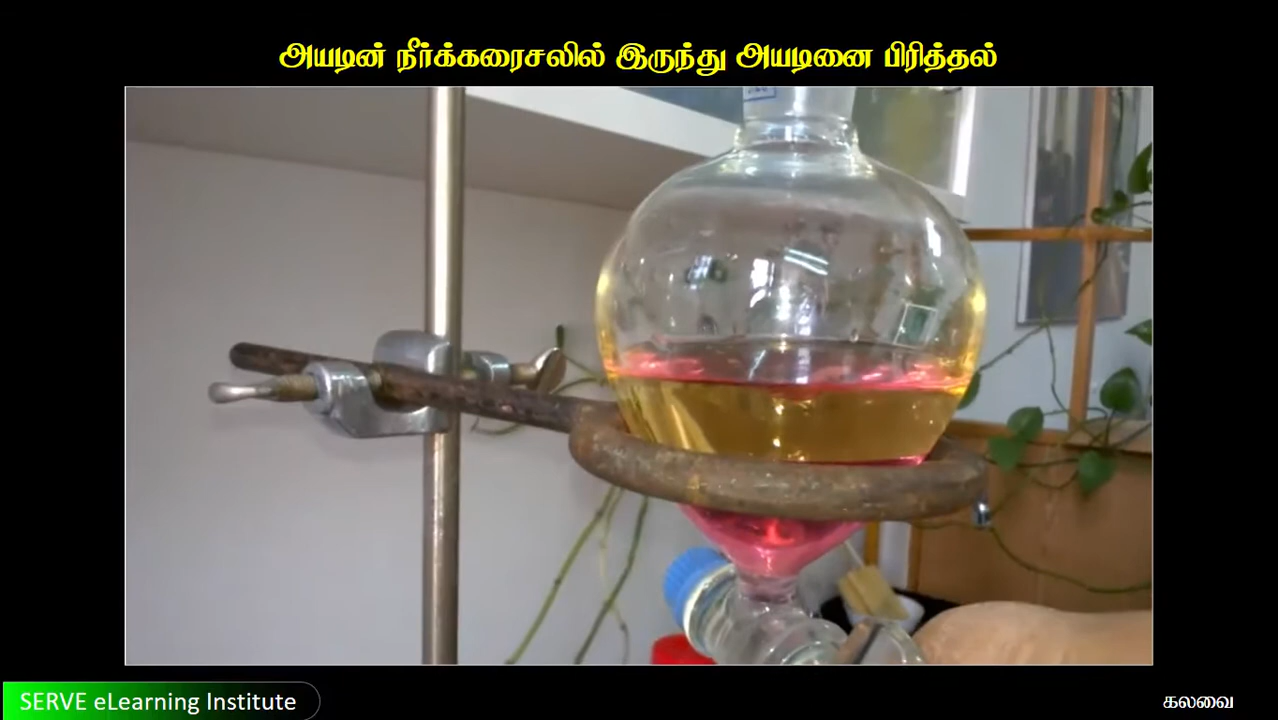 அயடின் நீர்க்கரைசலில் இருந்து அயடினை பிரித்தல்
SERVE eLearning Institute
கலவை